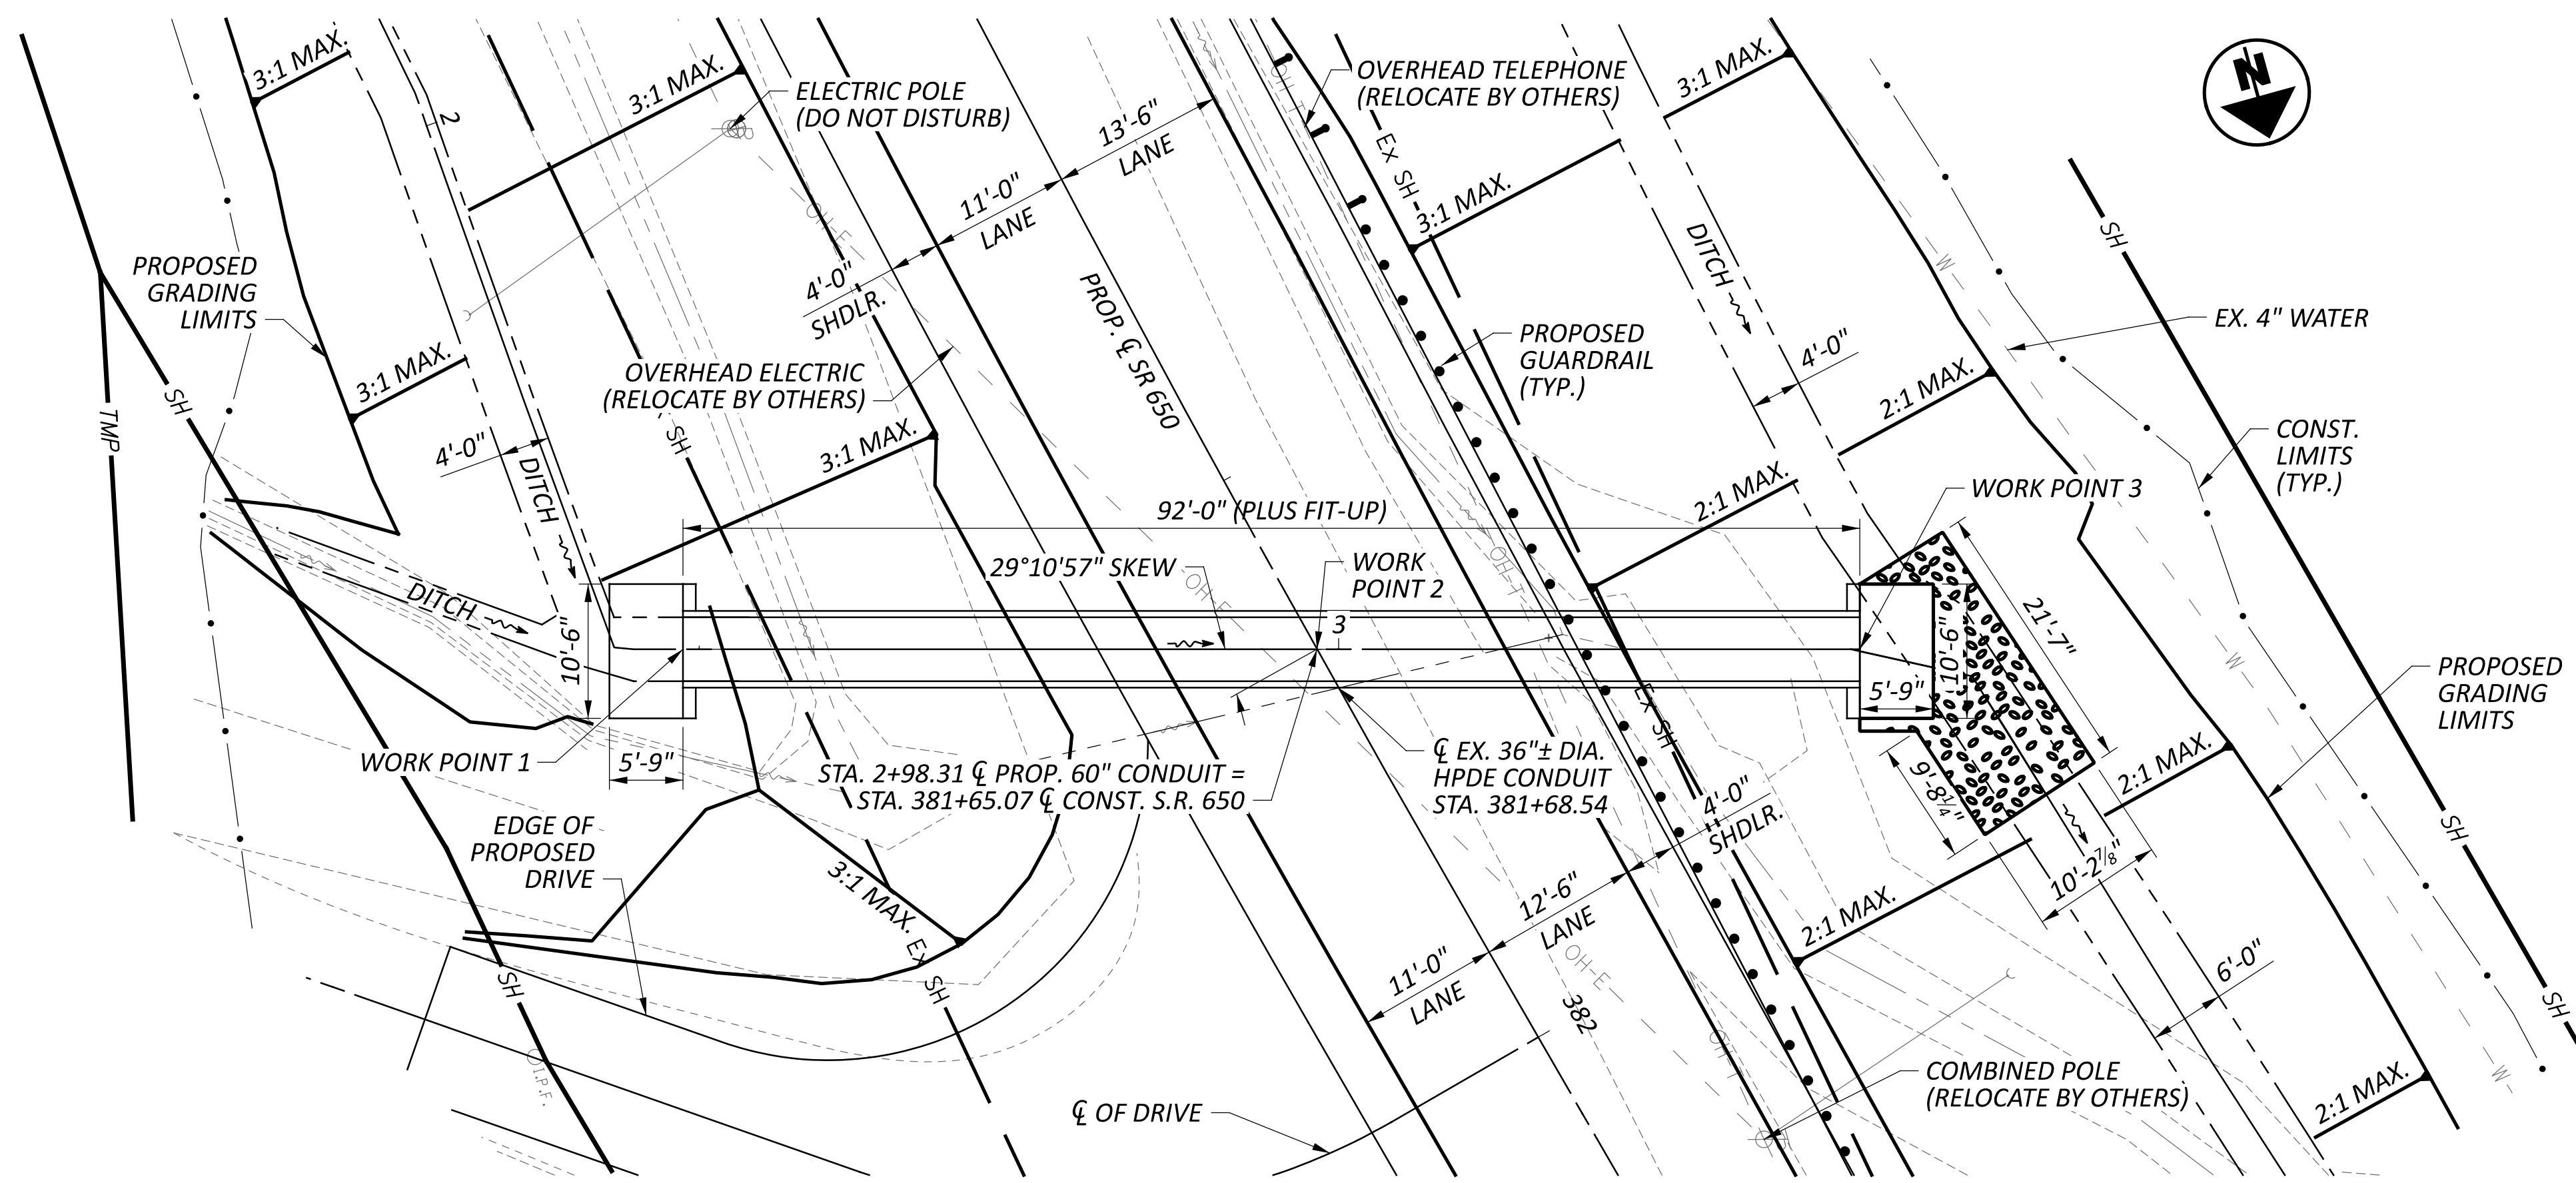 3:1 MAX.
2
3:1 MAX.
ELECTRIC POLE
(DO NOT DISTURB)
13'-6"
LANE
11'-0"
LANE
4'-0"
SHDLR.
OH-E
OH-T
OVERHEAD TELEPHONE
(RELOCATE BY OTHERS)
EX SH
3:1 MAX.
3:1 MAX.
N
SH
DITCH
W
PROPOSED
GRADING
LIMITS
3:1 MAX.
TMP
SH
OVERHEAD ELECTRIC
(RELOCATE BY OTHERS)
SH
PROP. ℄ SR 650
PROPOSED
GUARDRAIL
(TYP.)
4'-0"
EX. 4" WATER
2:1 MAX.
CONST.
LIMITS
(TYP.)
4'-0"
DITCH
3:1 MAX.
2:1 MAX.
WORK POINT 3
92'-0" (PLUS FIT-UP)
29°10'57" SKEW
WORK
POINT 2
OH-E
OH-T
3
DITCH
10'-6"
10'-6"
5'-9"
21'-7"
W
PROPOSED
GRADING
LIMITS
EX SH
WORK POINT 1
5'-9"
STA. 2+98.31 ℄ PROP. 60" CONDUIT =
STA. 381+65.07 ℄ CONST. S.R. 650
℄ EX. 36"± DIA.
HPDE CONDUIT
STA. 381+68.54
4'-0"
SHDLR.
9'-8¼"
10'-2⅞"
2:1 MAX.
SH
EDGE OF
PROPOSED
DRIVE
3:1 MAX.
EX SH
SH
12'-6"
LANE
11'-0"
LANE
OH-E
382
2:1 MAX.
6'-0"
SH
I.P.F.
OH-T
℄ OF DRIVE
COMBINED POLE
(RELOCATE BY OTHERS)
W
2:1 MAX.